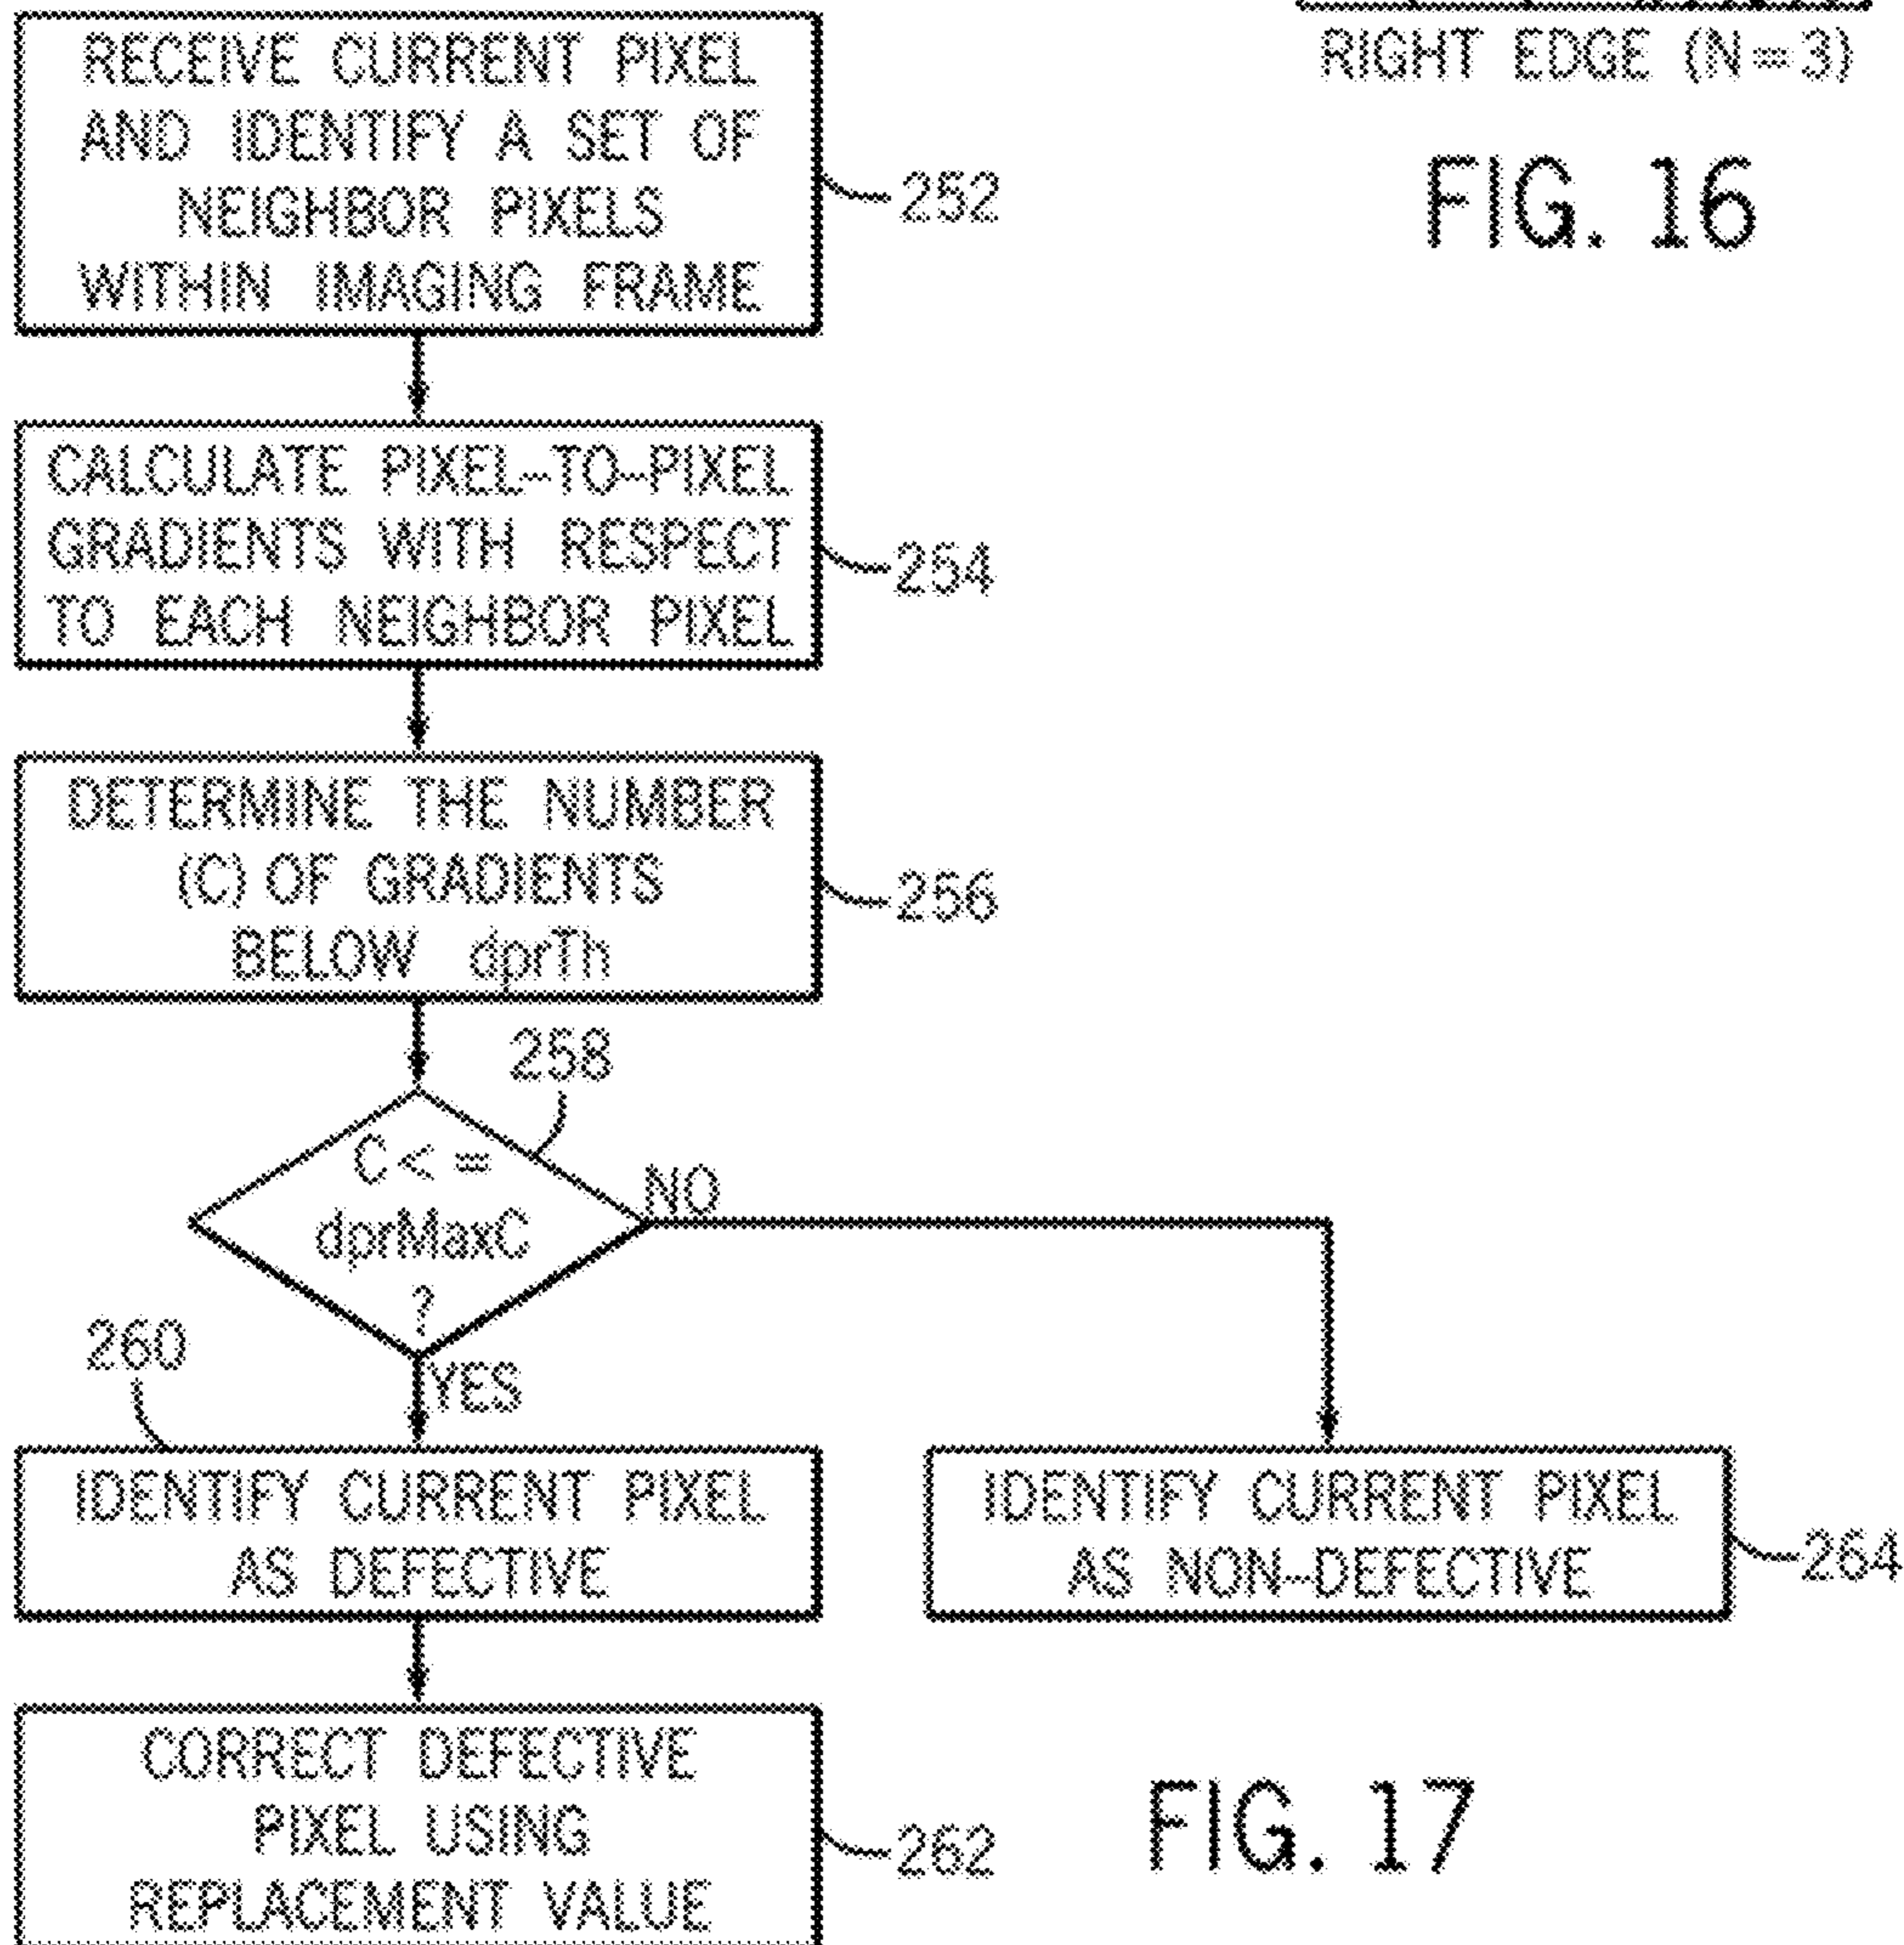 RIGHT EDGE (N=3)
FIG. 16
RECEIVE CURRENT PIXEL
AND IDENTIFY A SET OF
NEIGHBOR PIXELS
WITHIN IMAGING FRAME
252
CALCULATE PIXEL-TO-PIXEL
GRADIENTS WITH RESPECT
TO EACH NEIGHBOR PIXEL
254
DETERMINE THE NUMBER
(C) OF GRADIENTS
BELOW dprTh
256
258
C<=
dprMaxC
?
NO
YES
260
IDENTIFY CURRENT PIXEL
AS DEFECTIVE
IDENTIFY CURRENT PIXEL
AS NON-DEFECTIVE
264
CORRECT DEFECTIVE
PIXEL USING
REPLACEMENT VALUE
262
FIG. 17